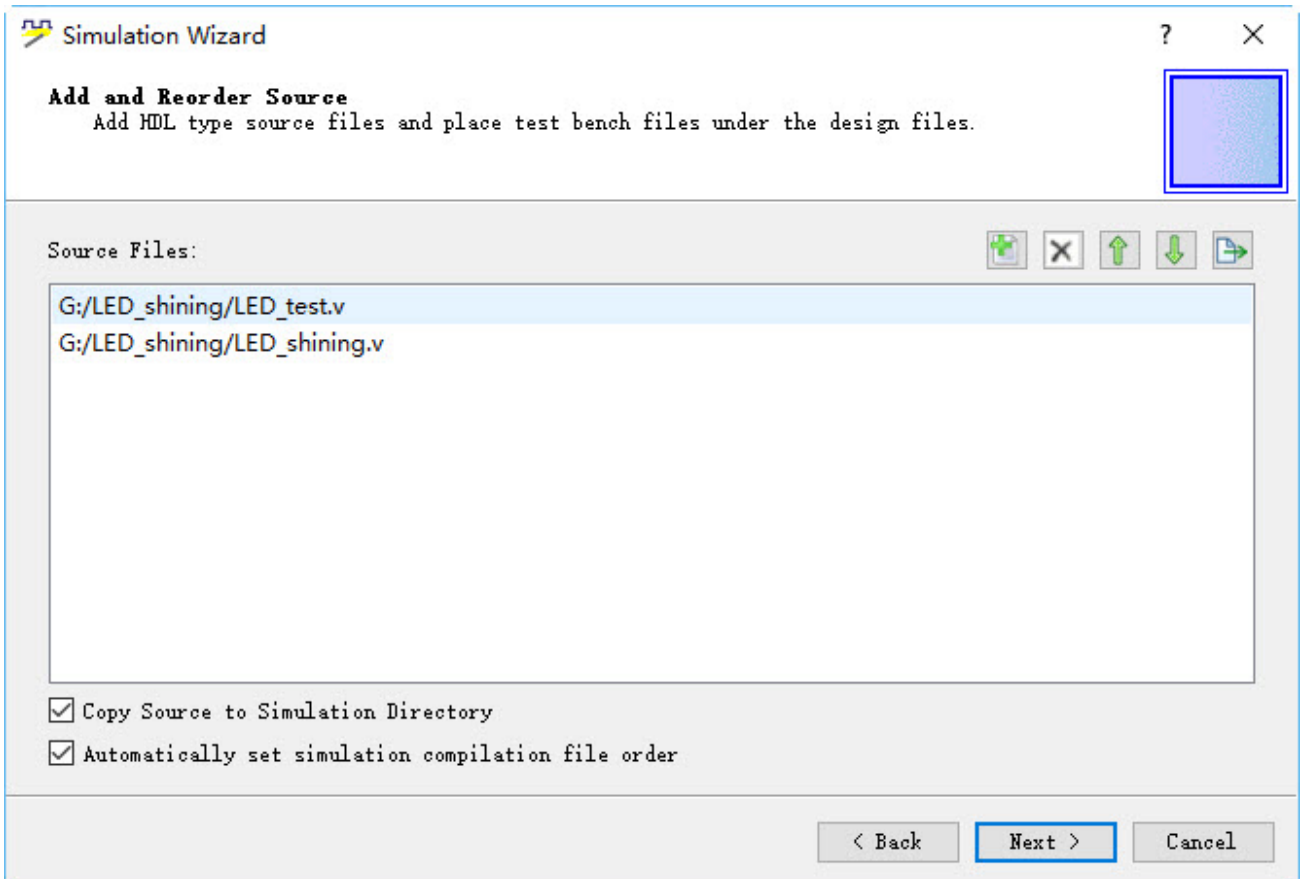 Simulation Wizard
?
Add and Reorder Source
Add HDL type source files and place test bench files under the design files.
Source Files:
G:/LED_shining/LED_test.v
G:/LED_shining/LED_shining.v
Copy Source to Simulation Directory
Automatically set simulation compilation file order
< Back
Next >
Cancel